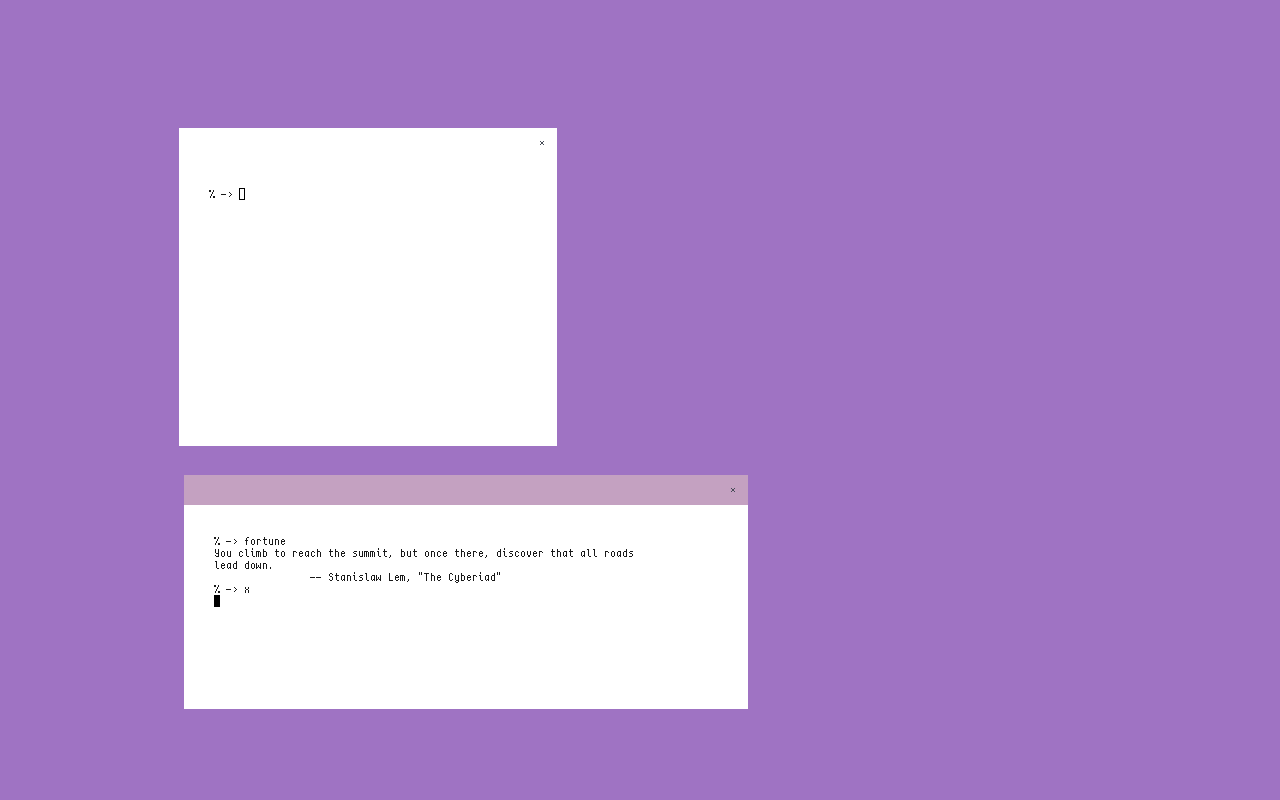 ×
% ->
×
% -> fortune
You climb to reach the summit, but once there, discover that all roads
lead down.
-- Stanislaw Lem, "The Cyberiad"
% -> x